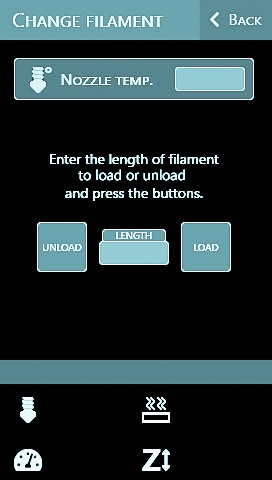 CHANGE FILAMENT
BACK
NOZZLE TEMP.
Enter the length of filament
to load or unload
and press the buttons.
UNLOAD
LENGTH
LOAD
Z